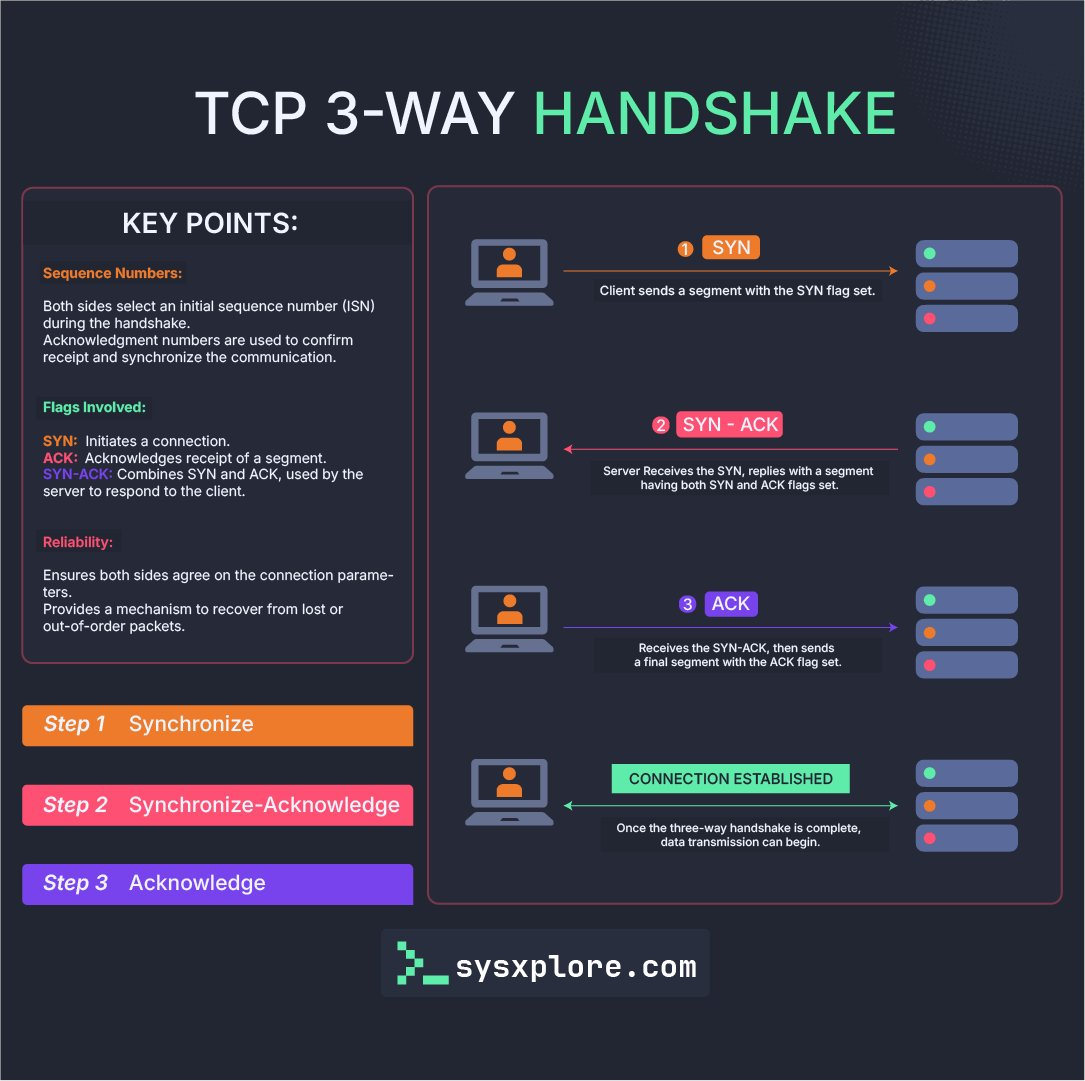 TCP 3-WAY HANDSHAKE
KEY POINTS:
Sequence Numbers:
Both sides select an initial sequence number (ISN)
during the handshake.
Acknowledgment numbers are used to confirm
receipt and synchronize the communication.
Flags Involved:
SYN: Initiates a connection.
ACK: Acknowledges receipt of a segment.
SYN-ACK: Combines SYN and ACK, used by the
server to respond to the client.
Reliability:
Ensures both sides agree on the connection parame-
ters.
Provides a mechanism to recover from lost or
out-of-order packets.
Step 1 Synchronize
Step 2 Synchronize-Acknowledge
Step 3 Acknowledge
1 SYN
Client sends a segment with the SYN flag set.
2 SYN - ACK
Server Receives the SYN, replies with a segment
having both SYN and ACK flags set.
3 ACK
Receives the SYN-ACK, then sends
a final segment with the ACK flag set.
CONNECTION ESTABLISHED
Once the three-way handshake is complete,
data transmission can begin.
sysxplore.com